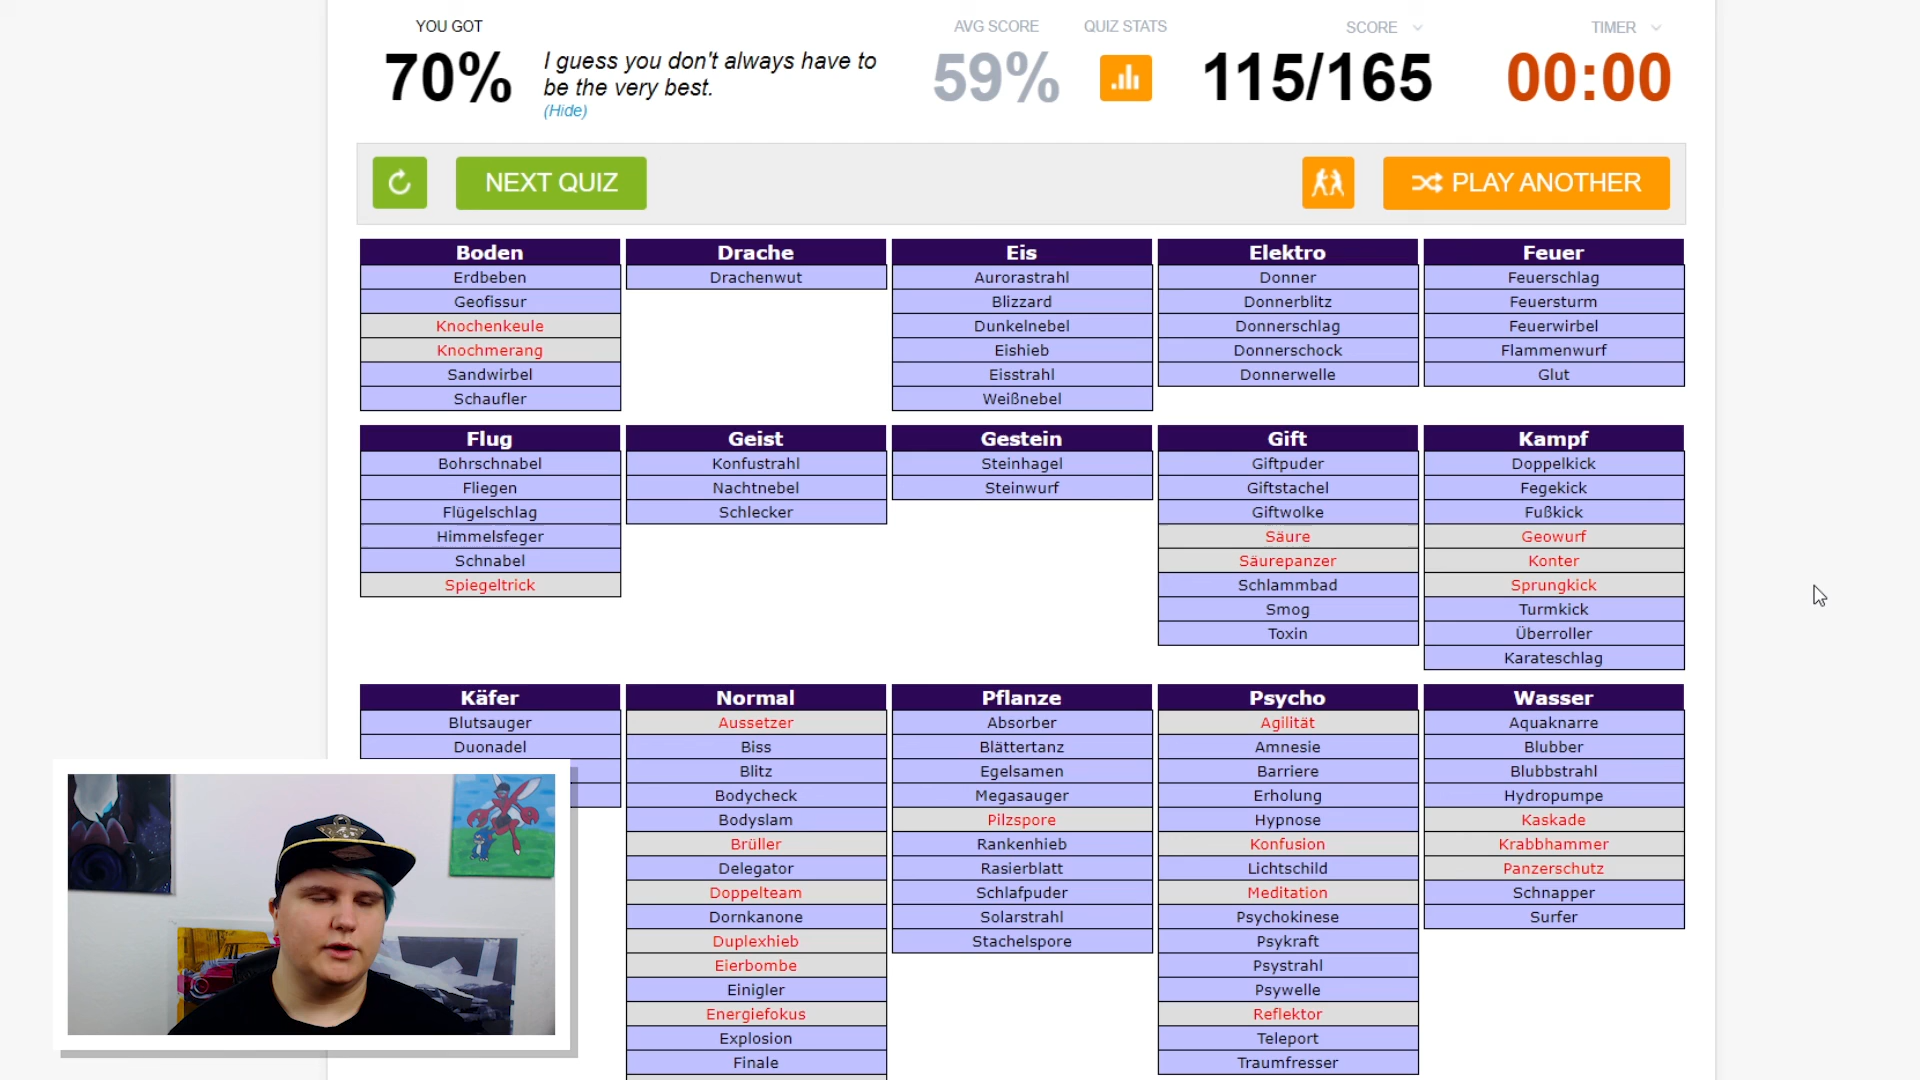 YOU GOT
70%
I guess you don't always have to
be the very best.
(Hide)
AVG SCORE
59%
QUIZ STATS
SCORE
115/165
TIMER
00:00
NEXT QUIZ
PLAY ANOTHER
Boden
Erdbeben
Geofissur
Knochenkeule
Knochmerang
Sandwirbel
Schaufler
Drache
Drachenwut
Eis
Aurorastrahl
Blizzard
Dunkelnebel
Eishieb
Eisstrahl
Weißnebel
Elektro
Donner
Donnerblitz
Donnerschlag
Donnerschock
Donnerwelle
Feuer
Feuerschlag
Feuersturm
Feuerwirbel
Flammenwurf
Glut
Flug
Bohrschnabel
Fliegen
Flügelschlag
Himmelsfeger
Schnabel
Spiegeltrick
Geist
Konfustrahl
Nachtnebel
Schlecker
Gestein
Steinhagel
Steinwurf
Gift
Giftpuder
Giftstachel
Giftwolke
Säure
Säurepanzer
Schlammbad
Smog
Toxin
Kampf
Doppelkick
Fegekick
Fußkick
Geowurf
Konter
Sprungkick
Turmkick
Überroller
Karateschlag
Käfer
Blutsauger
Duonadel
Normal
Aussetzer
Biss
Blitz
Bodycheck
Bodyslam
Brüller
Delegator
Doppelteam
Dornkanone
Duplexhieb
Eierbombe
Einigler
Energiefokus
Explosion
Finale
Pflanze
Absorber
Blättertanz
Egelsamen
Megasauger
Pilzspore
Rankenhieb
Rasierblatt
Schlafpuder
Solarstrahl
Stachelspore
Psycho
Agilität
Amnesie
Barriere
Erholung
Hypnose
Konfusion
Lichtschild
Meditation
Psychokinese
Psykraft
Psystrahl
Psywelle
Reflektor
Teleport
Traumfresser
Wasser
Aquaknarre
Blubber
Blubbstrahl
Hydropumpe
Kaskade
Krabbhammer
Panzerschutz
Schnapper
Surfer